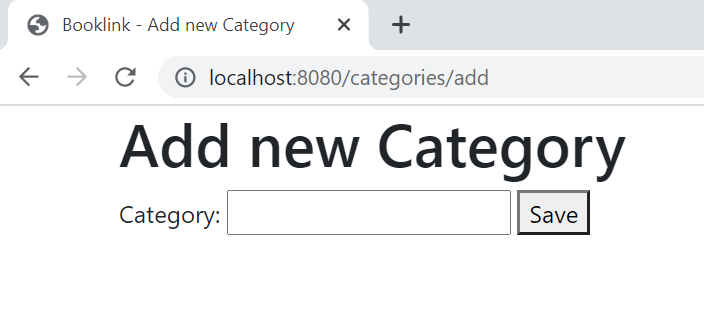 Booklink - Add new Category
localhost:8080/categories/add
Add new Category
Category: Save